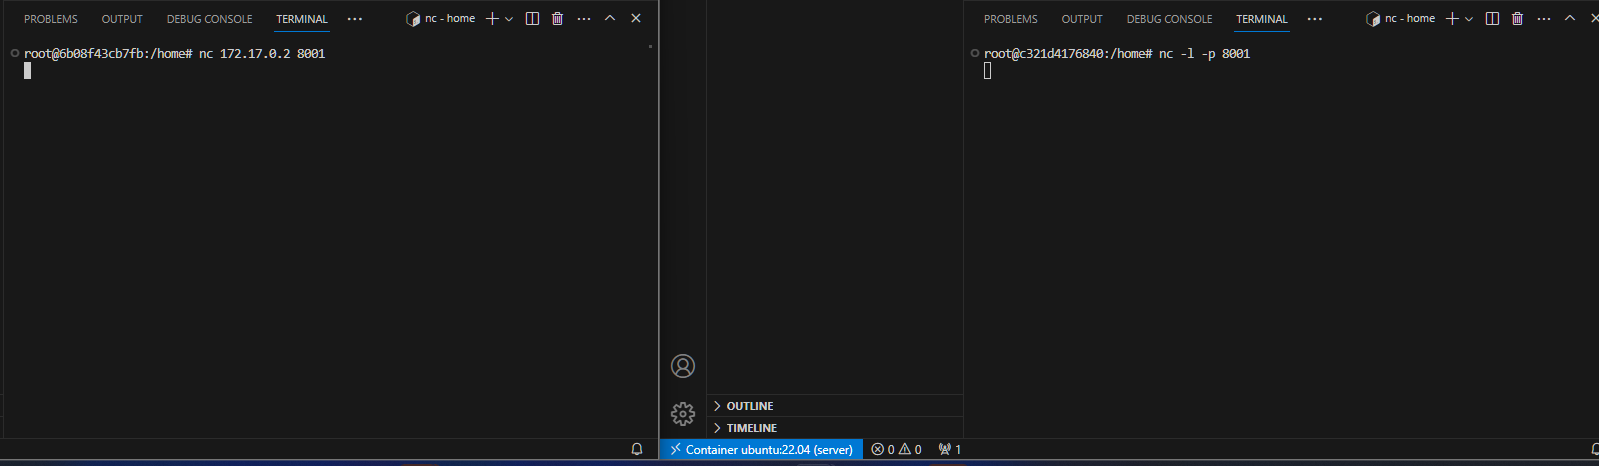 PROBLEMS OUTPUT DEBUG CONSOLE TERMINAL ... nc - home
root@6b08f43cb7fb:/home# nc 172.17.0.2 8001
PROBLEMS OUTPUT DEBUG CONSOLE TERMINAL ... nc - home
root@c321d4176840:/home# nc -l -p 8001
OUTLINE
TIMELINE
Container ubuntu:22.04 (server) 0 0 1